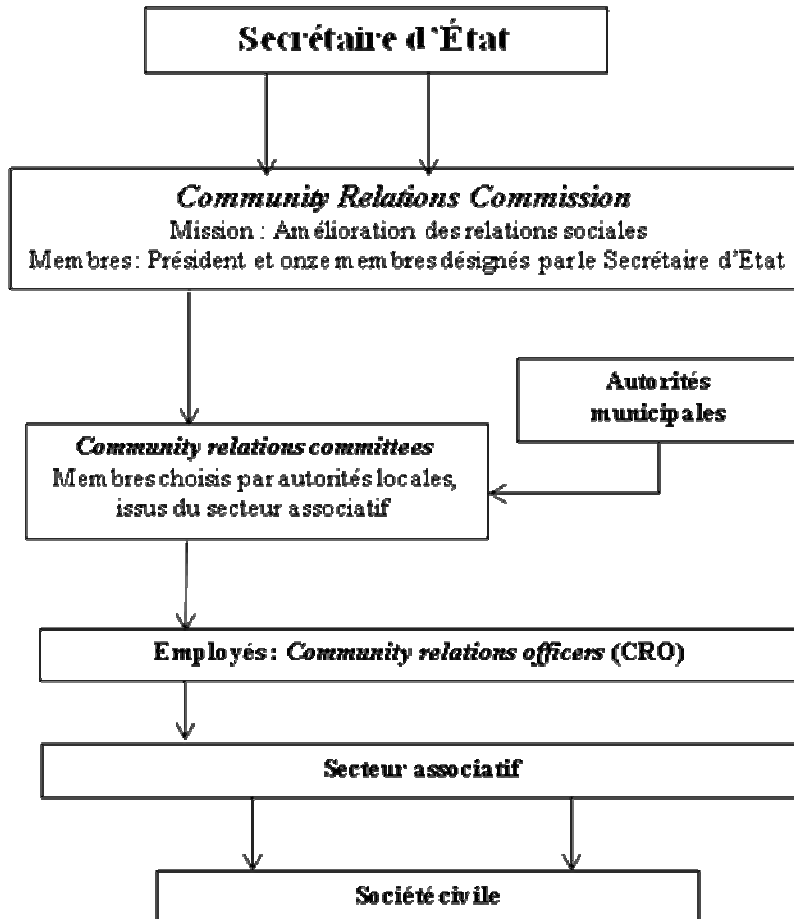 Secrétaire d'État
Community Relations Commission
Mission : Amélioration des relations sociales
Membres : Président et onze membres désignés par le Secrétaire d'Etat
Autorités
municipales
Community relations committees
Membres choisis par autorités locales,
issus du secteur associatif
Employés : Community relations officers (CRO)
Secteur associatif
Société civile